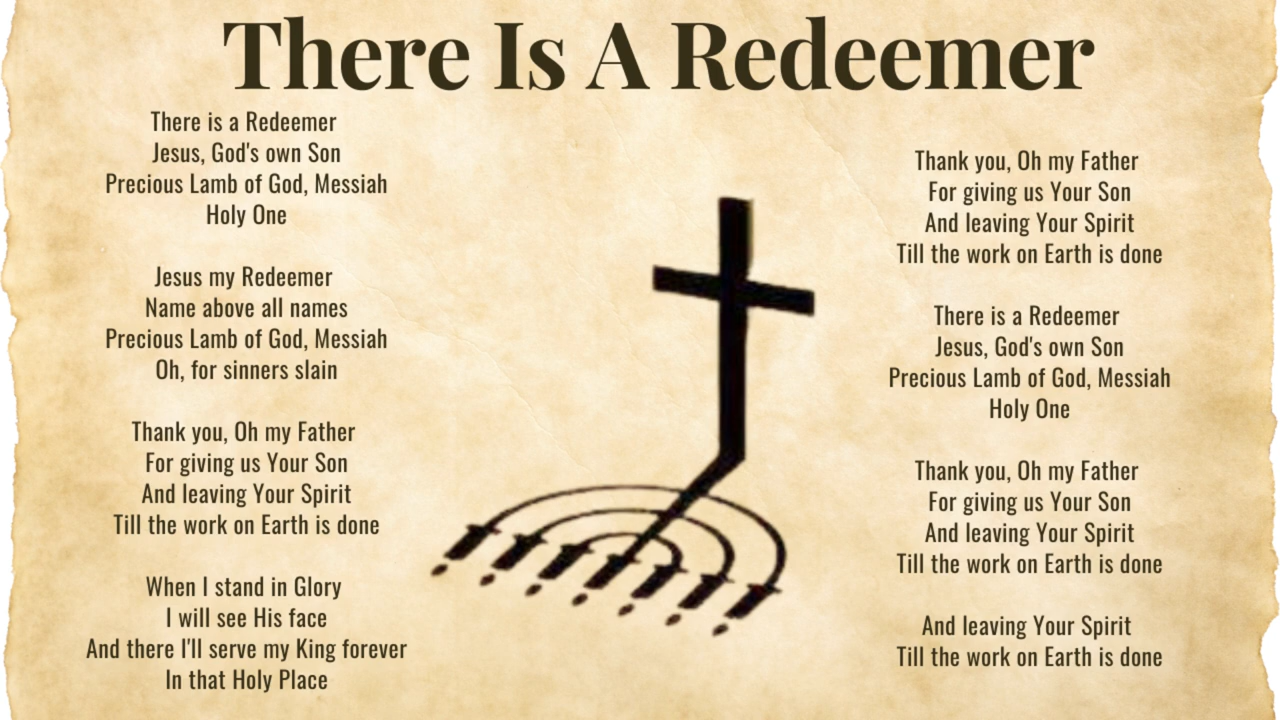 There Is A Redeemer
There is a Redeemer
Jesus, God's own Son
Precious Lamb of God, Messiah
Holy One
Jesus my Redeemer
Name above all names
Precious Lamb of God, Messiah
Oh, for sinners slain
Thank you, Oh my Father
For giving us Your Son
And leaving Your Spirit
Till the work on Earth is done
When I stand in Glory
I will see His face
And there I'll serve my King forever
In that Holy Place
Thank you, Oh my Father
For giving us Your Son
And leaving Your Spirit
Till the work on Earth is done
There is a Redeemer
Jesus, God's own Son
Precious Lamb of God, Messiah
Holy One
Thank you, Oh my Father
For giving us Your Son
And leaving Your Spirit
Till the work on Earth is done
And leaving Your Spirit
Till the work on Earth is done